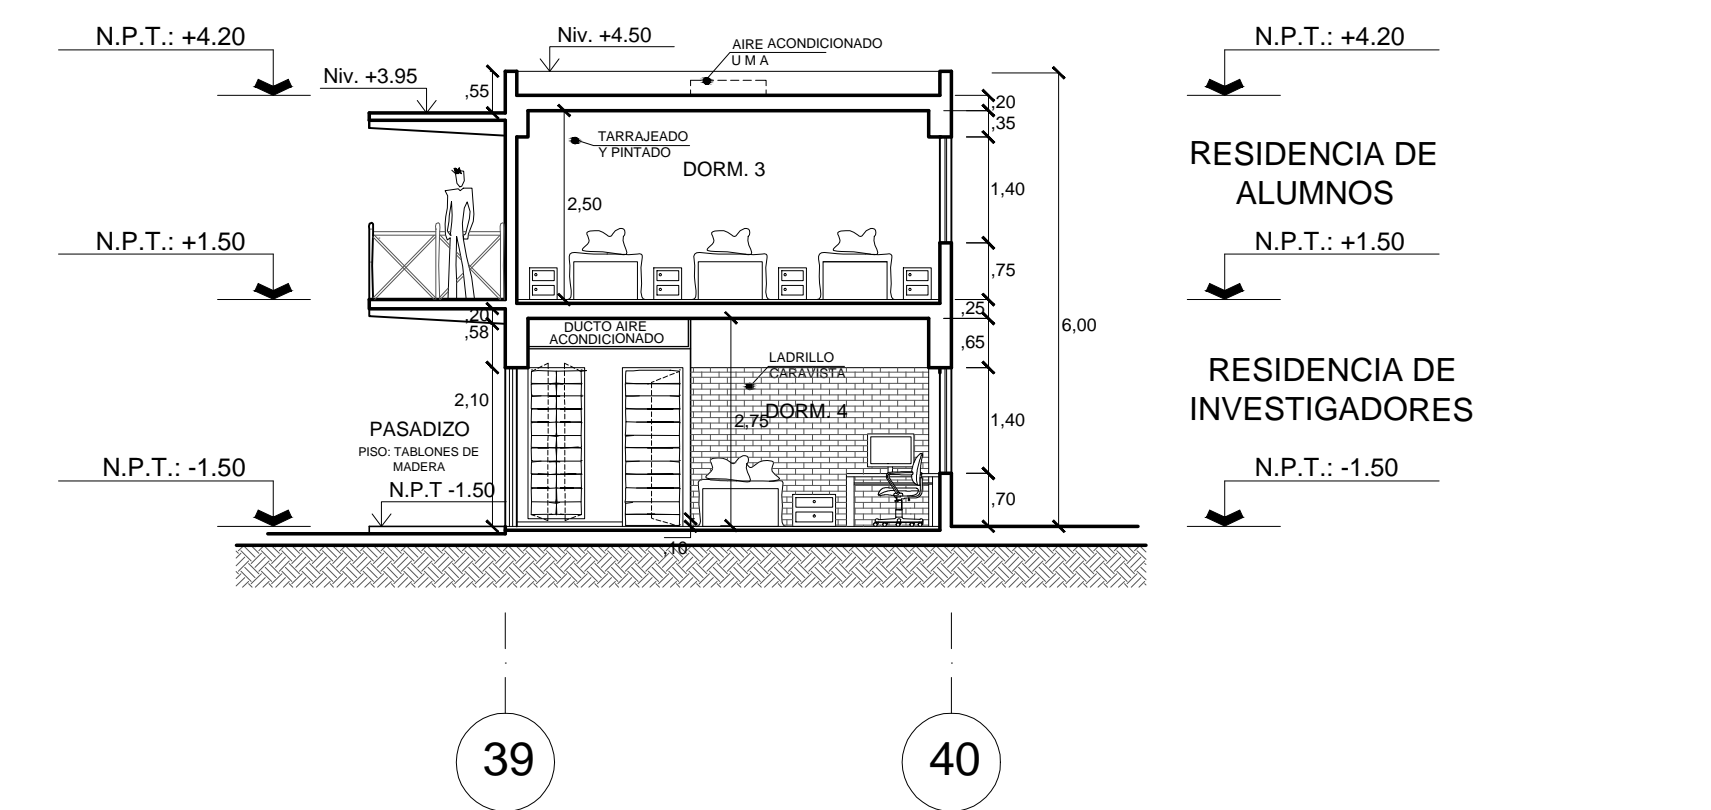 N.P.T.: +4.20
Niv. +4.50
AIRE ACONDICIONADO
U M A
N.P.T.: +4.20
Niv. +3.95
,55
,20
,35
TARRAJEADO
Y PINTADO
DORM. 3
RESIDENCIA DE
ALUMNOS
1,40
2,50
N.P.T.: +1.50
N.P.T.: +1.50
,75
,20
,25
,58
DUCTO AIRE
ACONDICIONADO
6,00
,65
LADRILLO
CARAVISTA
RESIDENCIA DE
INVESTIGADORES
2,10
DORM. 4
2,75
1,40
PASADIZO
PISO: TABLONES DE
MADERA
N.P.T.: -1.50
N.P.T.: -1.50
N.P.T -1.50
,70
,10
39
40